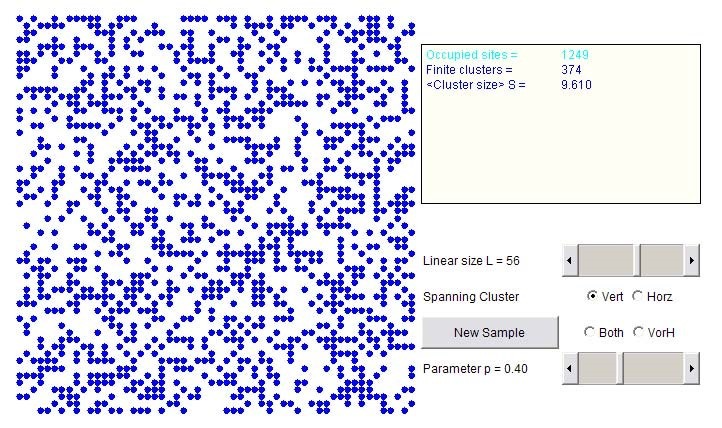 Occupied sites = 1249
Finite clusters = 374
<Cluster size> S = 9.610
Linear size L = 56
Spanning Cluster Vert Horz
New Sample Both VorH
Parameter p = 0.40